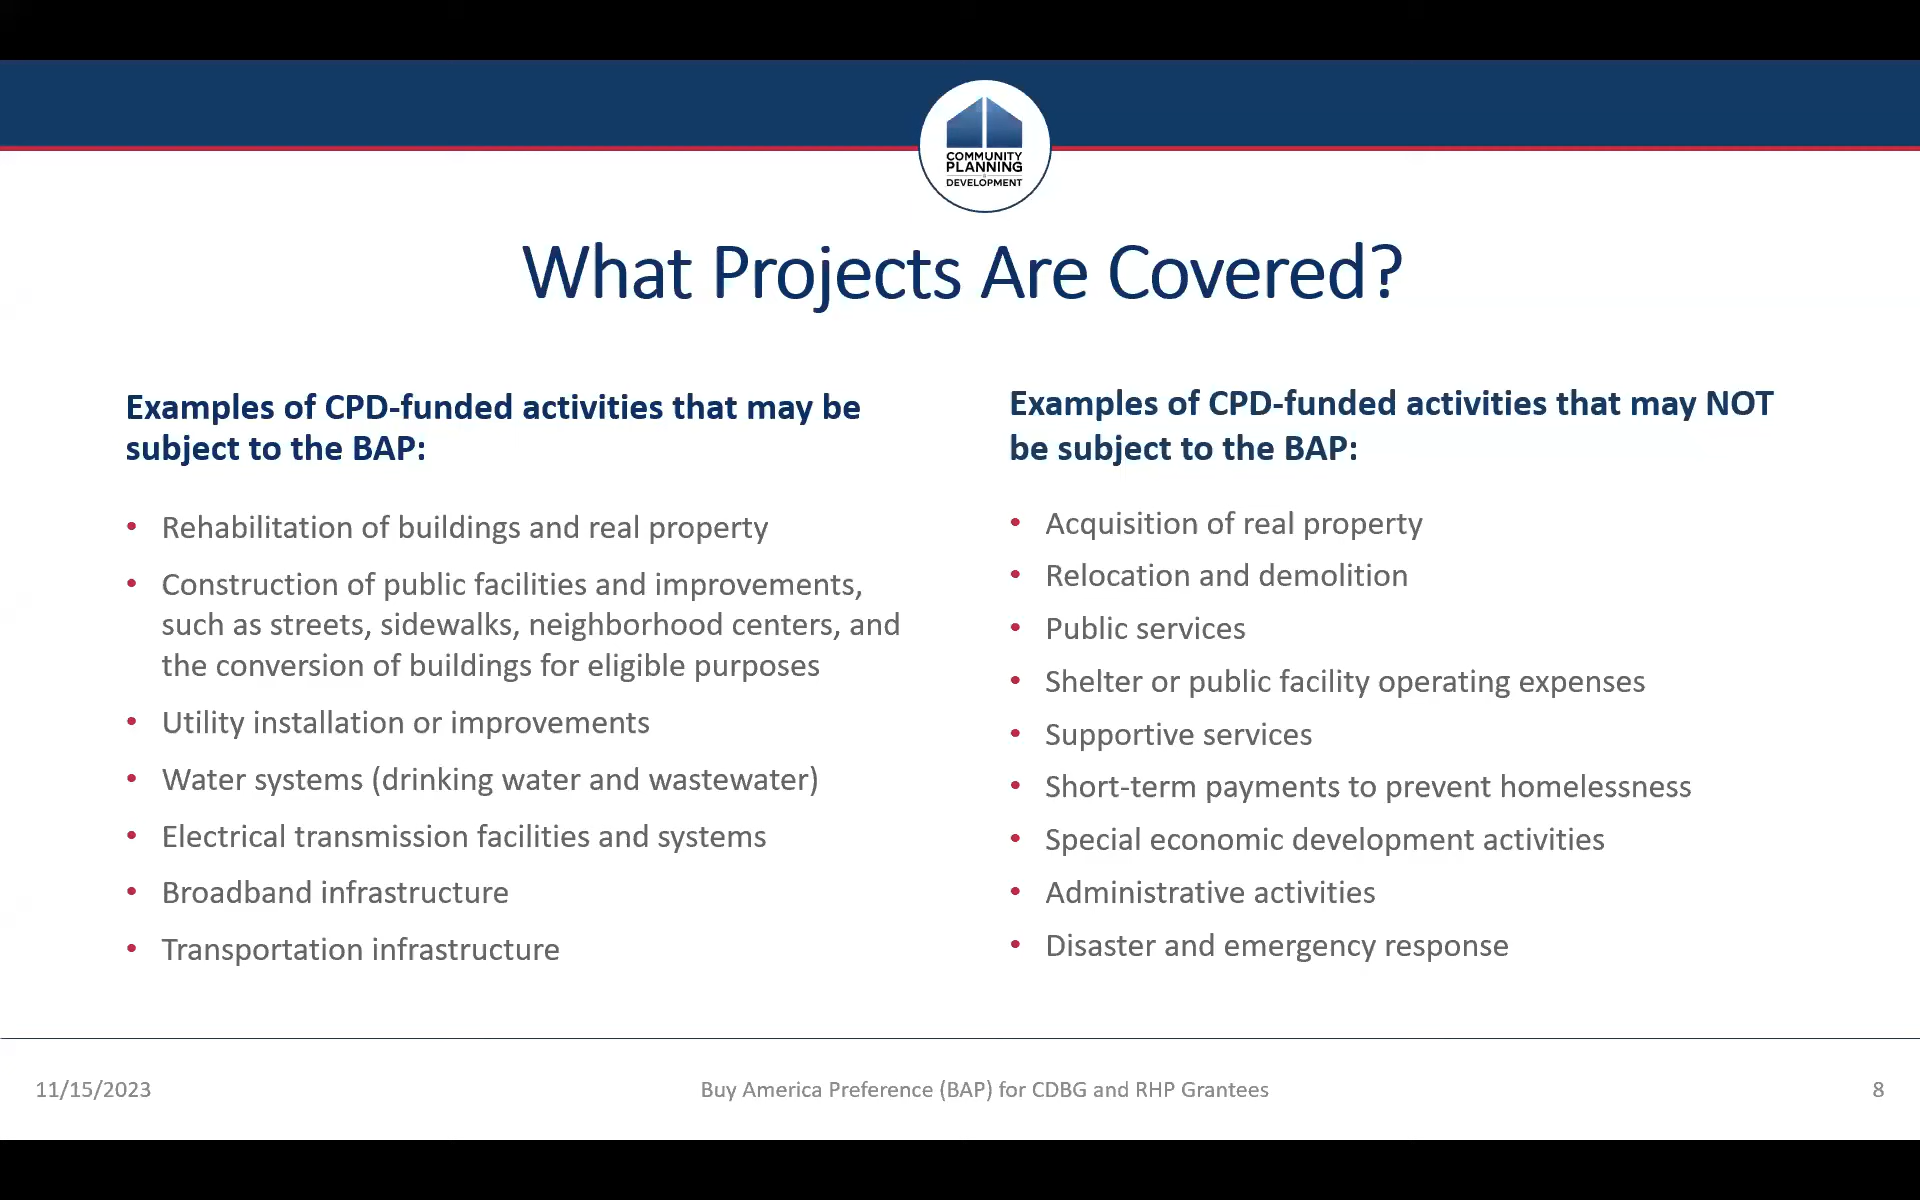 COMMUNITY
PLANNING
DEVELOPMENT
What Projects Are Covered?
Examples of CPD-funded activities that may be
subject to the BAP:
• Rehabilitation of buildings and real property
• Construction of public facilities and improvements,
such as streets, sidewalks, neighborhood centers, and
the conversion of buildings for eligible purposes
• Utility installation or improvements
• Water systems (drinking water and wastewater)
• Electrical transmission facilities and systems
• Broadband infrastructure
• Transportation infrastructure
Examples of CPD-funded activities that may NOT
be subject to the BAP:
• Acquisition of real property
• Relocation and demolition
• Public services
• Shelter or public facility operating expenses
• Supportive services
• Short-term payments to prevent homelessness
• Special economic development activities
• Administrative activities
• Disaster and emergency response
11/15/2023
Buy America Preference (BAP) for CDBG and RHP Grantees
8